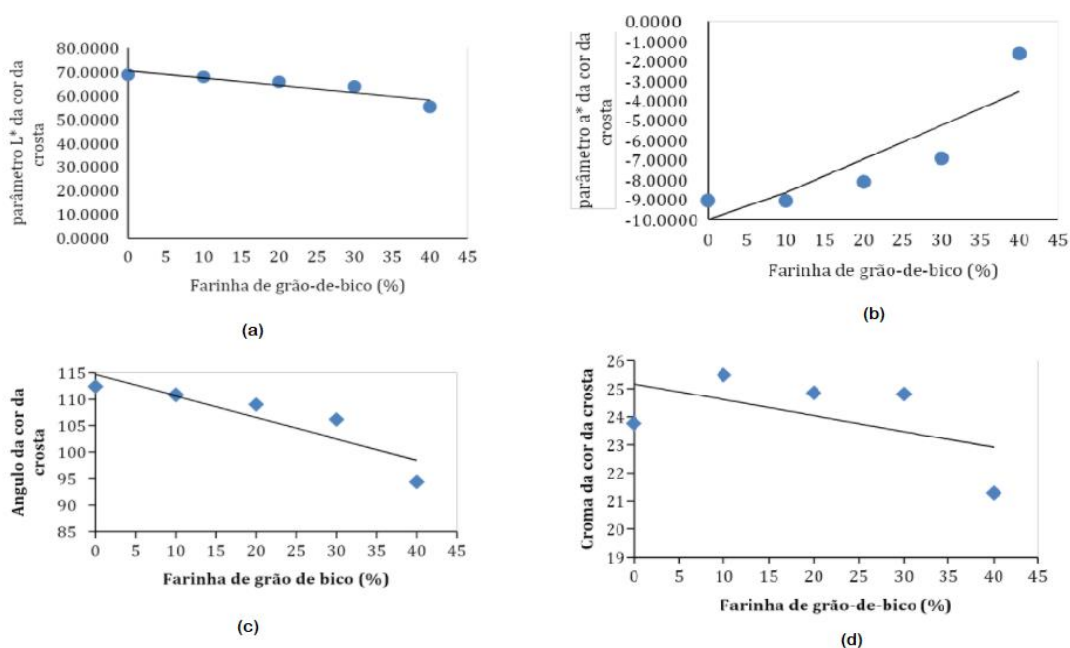 parâmetro L* da cor da
crosta
80.0000
70.0000
60.0000
50.0000
40.0000
30.0000
20.0000
10.0000
0.0000
0 5 10 15 20 25 30 35 40 45
Farinha de grão-de-bico (%)
(a)
parâmetro a* da cor da
crosta
0.0000
-1.0000
-2.0000
-3.0000
-4.0000
-5.0000
-6.0000
-7.0000
-8.0000
-9.0000
-10.0000
0 5 10 15 20 25 30 35 40 45
Farinha de grão-de-bico (%)
(b)
Angulo da cor da
crosta
115
110
105
100
95
90
85
0 5 10 15 20 25 30 35 40 45
Farinha de grão de bico (%)
(c)
Croma da cor da crosta
26
25
24
23
22
21
20
19
0 5 10 15 20 25 30 35 40 45
Farinha de grão-de-bico (%)
(d)